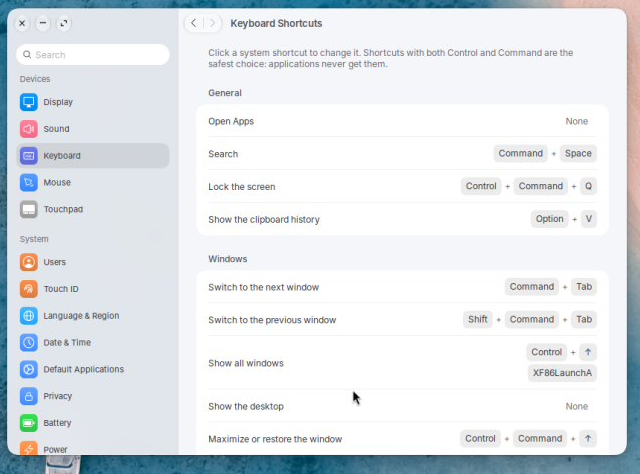 Keyboard Shortcuts
Search
Devices
Display
Sound
Keyboard
Mouse
Touchpad
System
Users
Touch ID
Language & Region
Date & Time
Default Applications
Privacy
Battery
Power
Click a system shortcut to change it. Shortcuts with both Control and Command are the
safest choice: applications never get them.
General
Open Apps None
Search Command + Space
Lock the screen Control + Command + Q
Show the clipboard history Option + V
Windows
Switch to the next window Command + Tab
Switch to the previous window Shift + Command + Tab
Show all windows Control + ↑
XF86LaunchA
Show the desktop None
Maximize or restore the window Control + Command + ↑